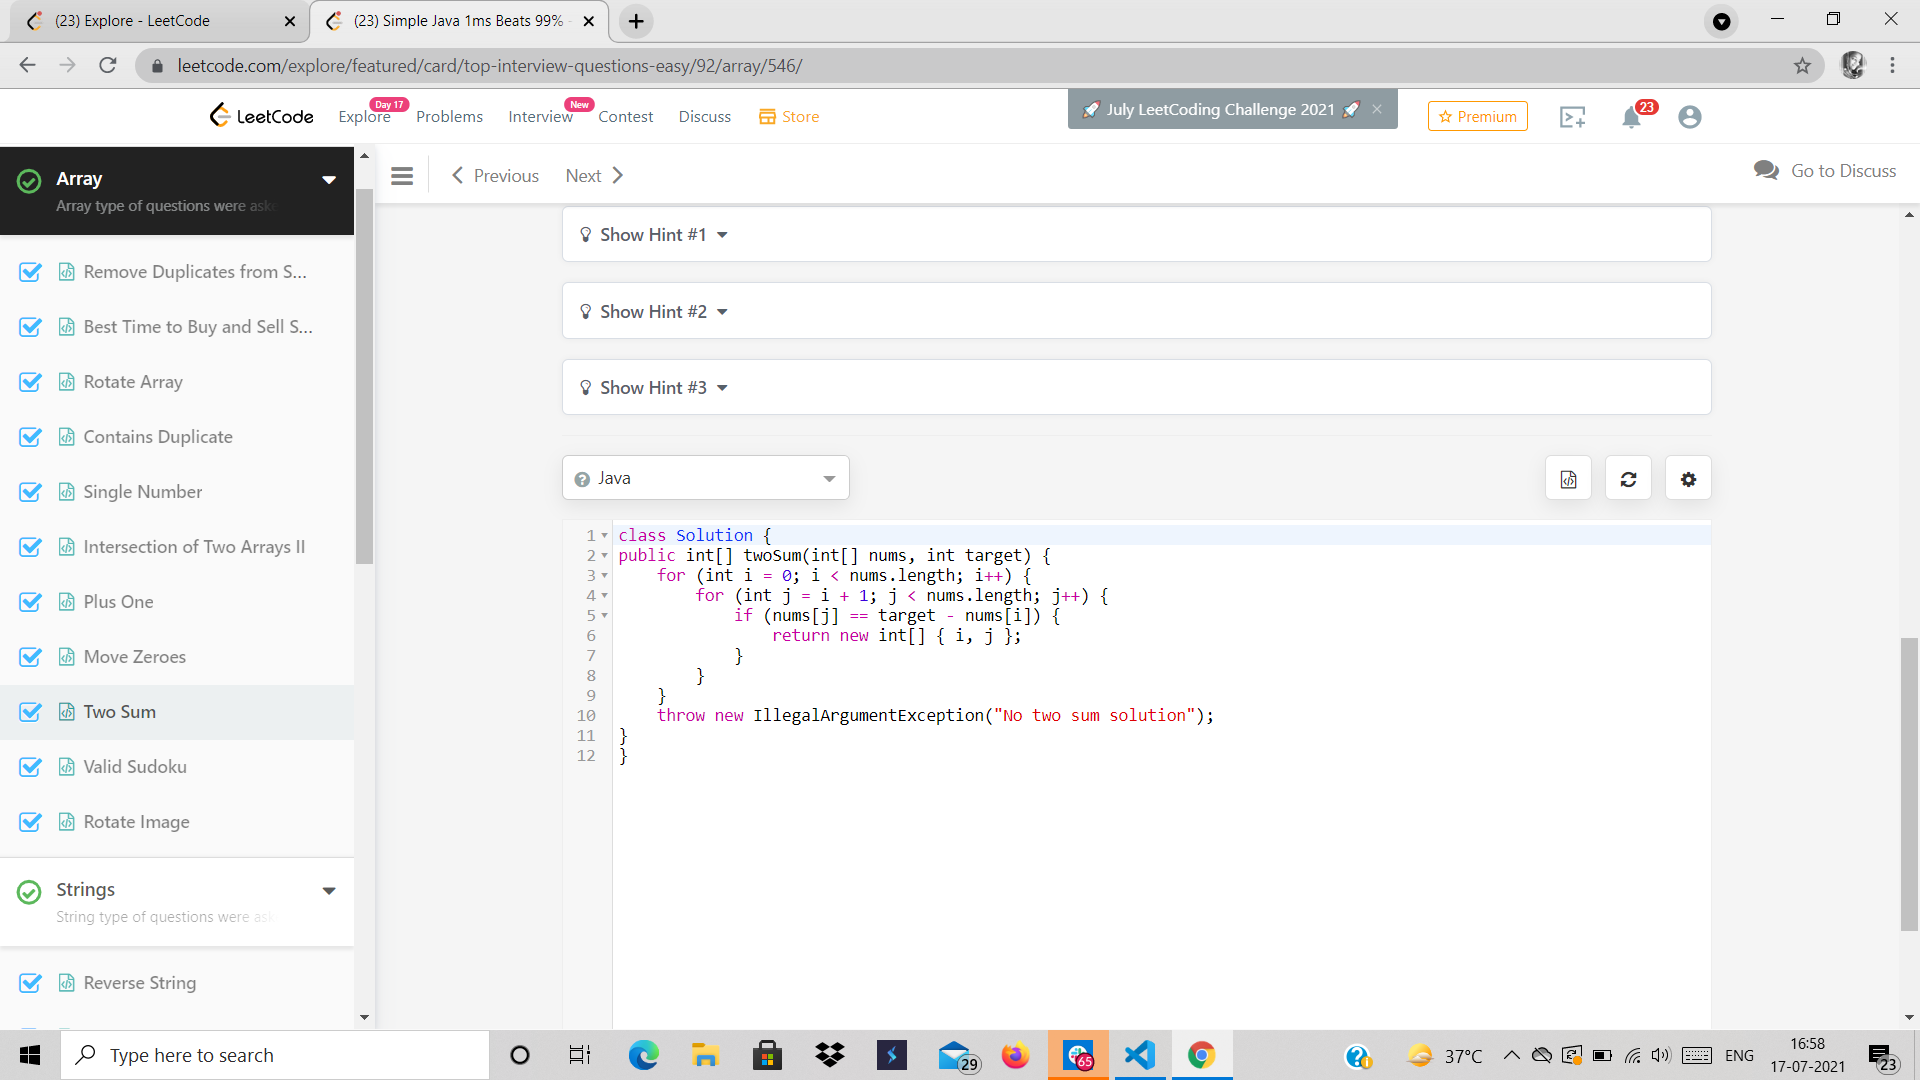 (23) Explore - LeetCode
(23) Simple Java 1ms Beats 99% -
leetcode.com/explore/featured/card/top-interview-questions-easy/92/array/546/
LeetCode
Explore
Day 17
Problems
Interview
New
Contest
Discuss
Store
🚀 July LeetCoding Challenge 2021 🚀 ×
Premium
23
Array
Array type of questions were aske
Previous
Next
Go to Discuss
Remove Duplicates from S...
Best Time to Buy and Sell S...
Rotate Array
Contains Duplicate
Single Number
Intersection of Two Arrays II
Plus One
Move Zeroes
Two Sum
Valid Sudoku
Rotate Image
Strings
String type of questions were ask
Reverse String
Show Hint #1
Show Hint #2
Show Hint #3
Java
1 class Solution {
2 public int[] twoSum(int[] nums, int target) {
3     for (int i = 0; i < nums.length; i++) {
4         for (int j = i + 1; j < nums.length; j++) {
5             if (nums[j] == target - nums[i]) {
6                 return new int[] { i, j };
7             }
8         }
9     }
10     throw new IllegalArgumentException("No two sum solution");
11 }
12 }
Type here to search
29
65
37°C
ENG
16:58
17-07-2021
23